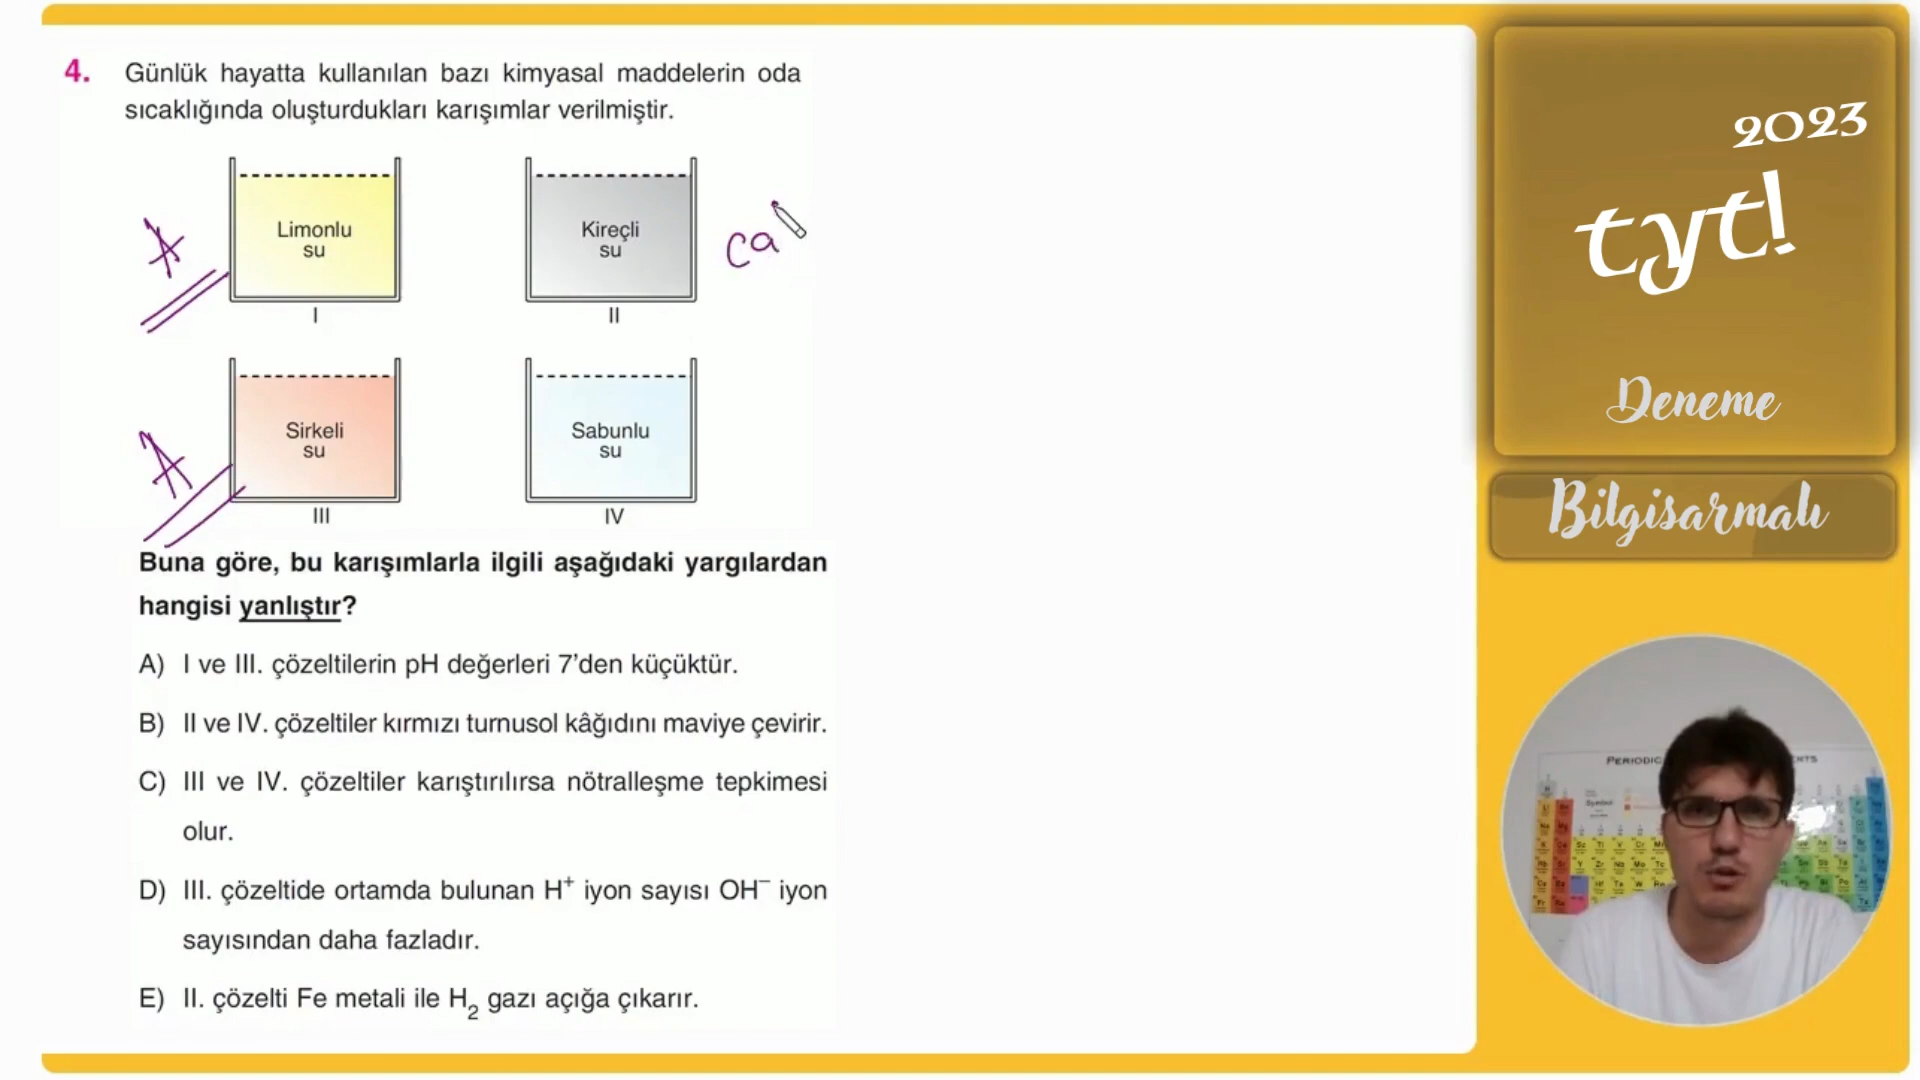 4. Günlük hayatta kullanılan bazı kimyasal maddelerin oda
sıcaklığında oluşturdukları karışımlar verilmiştir.
A
Limonlu
su
I
Kireçli
su
II
Ca
A
Sirkeli
su
III
Sabunlu
su
IV
Buna göre, bu karışımlarla ilgili aşağıdaki yargılardan
hangisi yanlıştır?
A) I ve III. çözeltilerin pH değerleri 7’den küçüktür.
B) II ve IV. çözeltiler kırmızı turnusol kâğıdını maviye çevirir.
C) III ve IV. çözeltiler karıştırılırsa nötralleşme tepkimesi
olur.
D) III. çözeltide ortamda bulunan H⁺ iyon sayısı OH⁻ iyon
sayısından daha fazladır.
E) II. çözelti Fe metali ile H₂ gazı açığa çıkarır.
2023
tyt!
Deneme
Bilgisarmalı